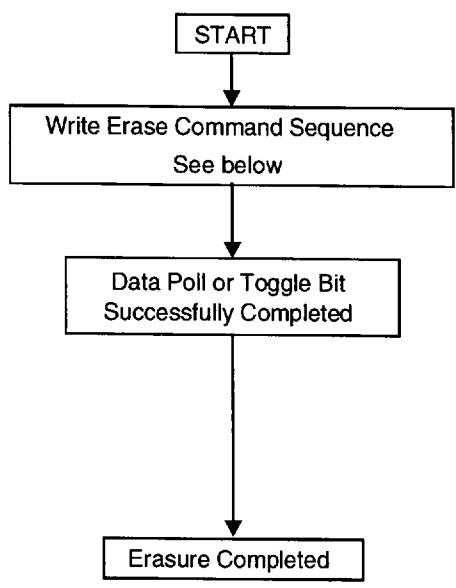 START
Write Erase Command Sequence
See below
Data Poll or Toggle Bit
Successfully Completed
Erasure Completed